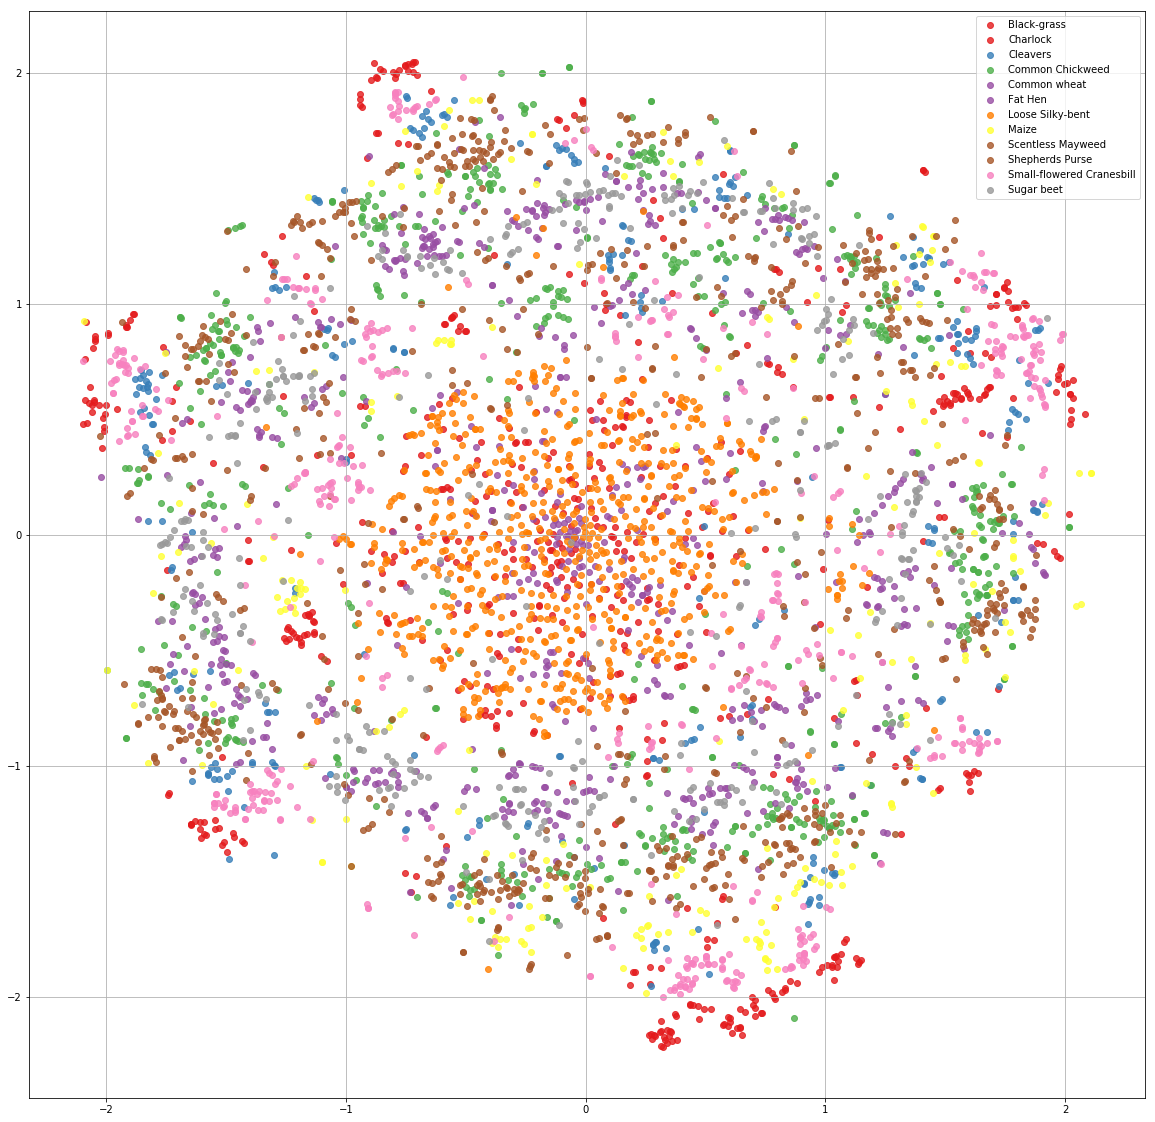 Black-grass
Charlock
Cleavers
Common Chickweed
Common wheat
Fat Hen
Loose Silky-bent
Maize
Scentless Mayweed
Shepherds Purse
Small-flowered Cranesbill
Sugar beet
2
1
0
−1
−2
−2 −1 0 1 2